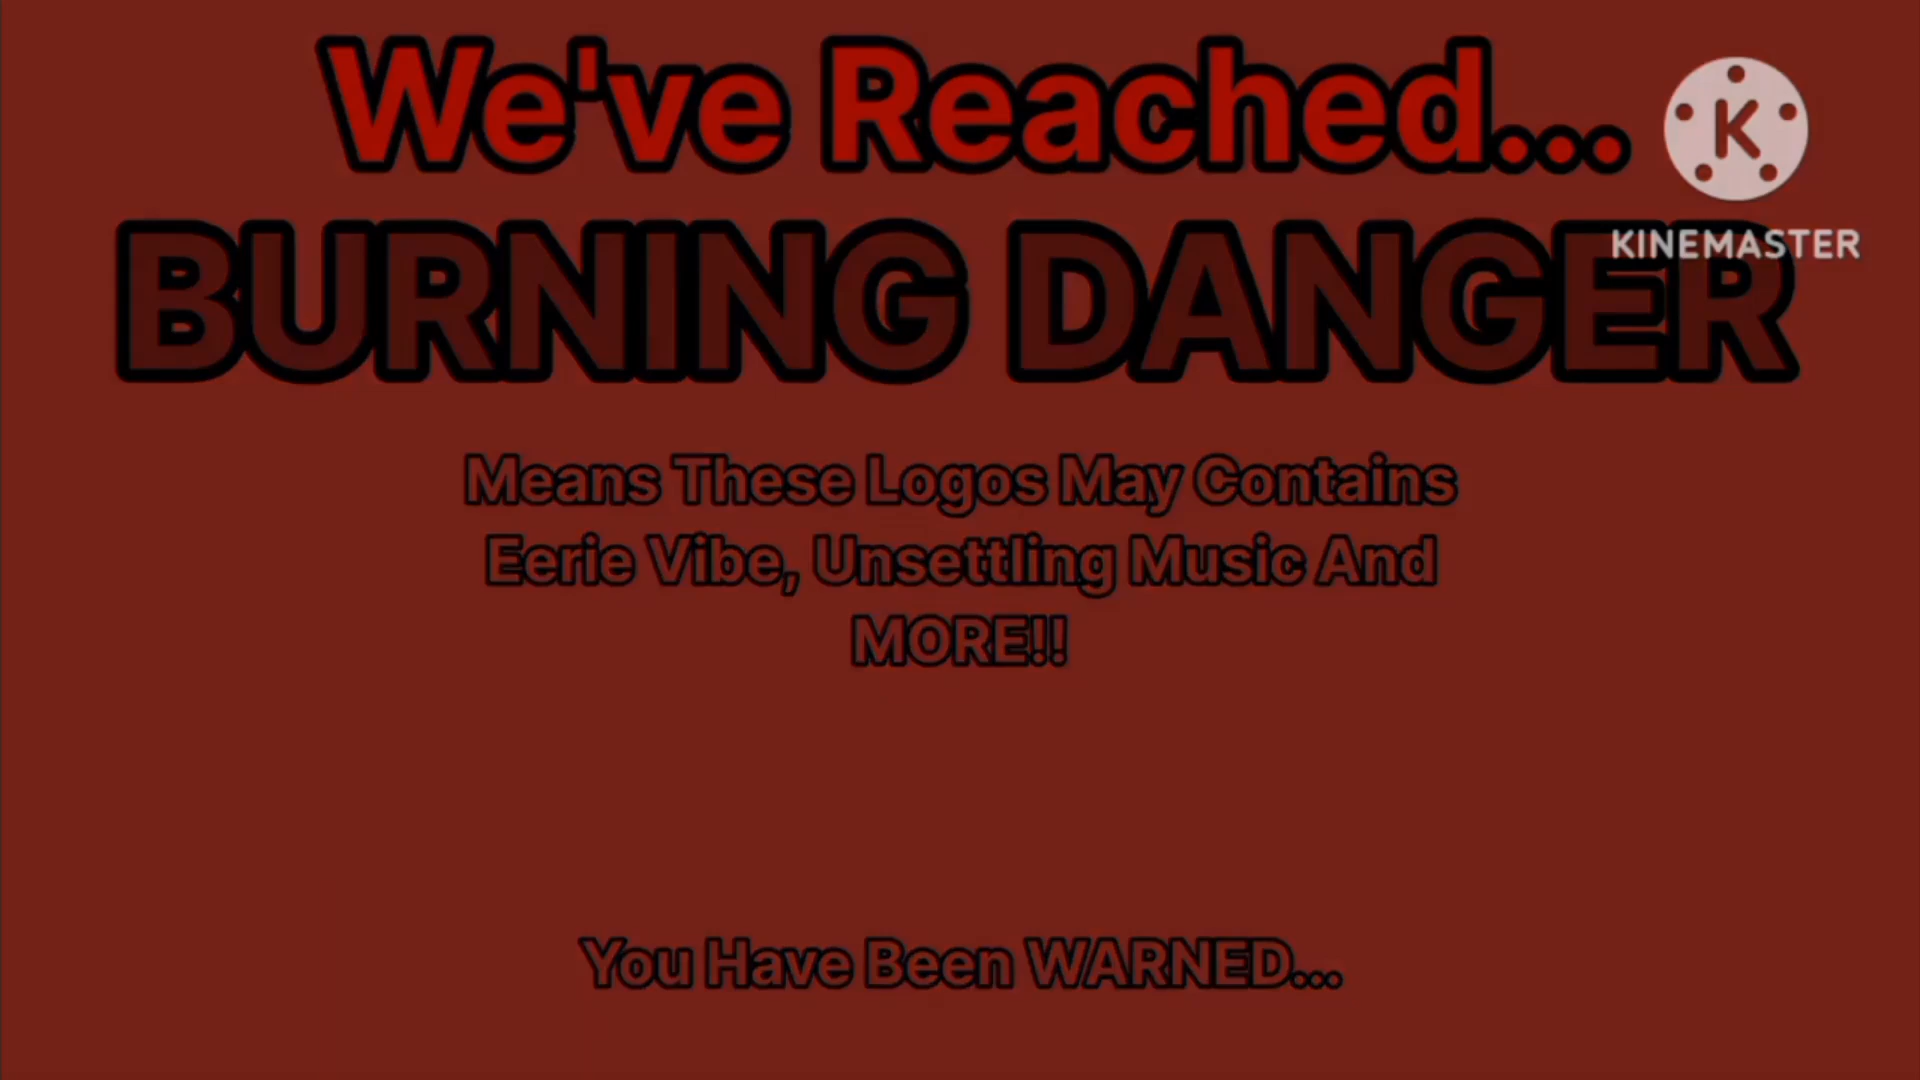 We've Reached...
K
KINEMASTER
BURNING DANGER
Means These Logos May Contains
Eerie Vibe, Unsettling Music And
MORE!!
You Have Been WARNED...